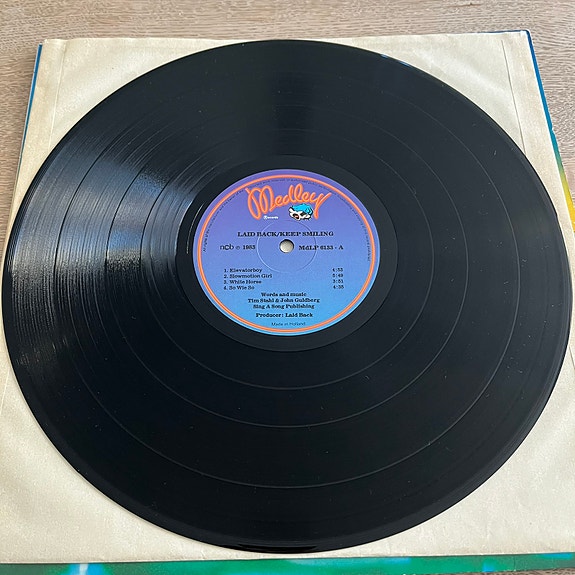 Medley
Records
LAID BACK/KEEP SMILING
ncb ℗ 1983 MdLP 6133 - A
1. Elevatorboy 4:53
2. Slowmotion Girl 5:49
3. White Horse 3:51
4. So Wie So 4:35
Words and music:
Tim Stahl & John Guldberg
Sing A Song Publishing
Producer: Laid Back
Made in Holland